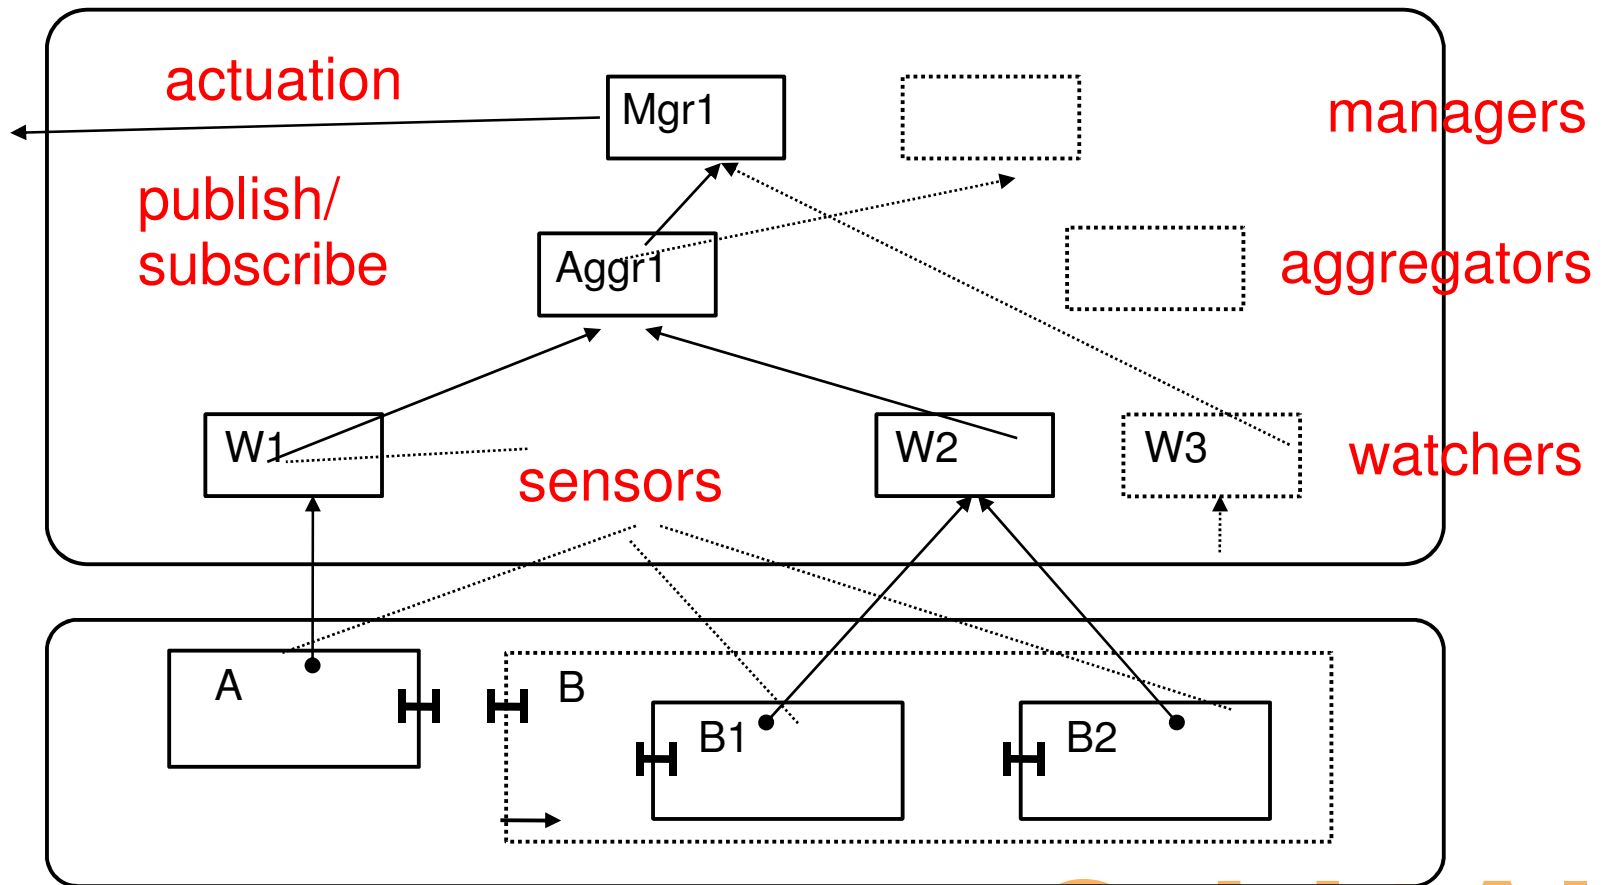 actuation
Mgr1
managers
publish/
subscribe
Aggr1
aggregators
W1
W2
W3
watchers
sensors
A
B
B1
B2